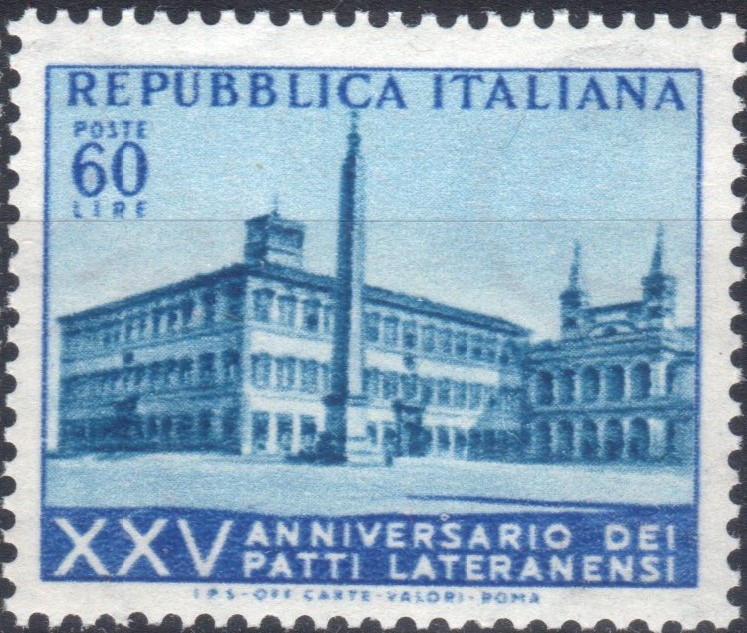 REPUBBLICA ITALIANA
POSTE
60
LIRE
XXV ANNIVERSARIO DEI
PATTI LATERANENSI
I.P.S-OFF. CARTE-VALORI-ROMA